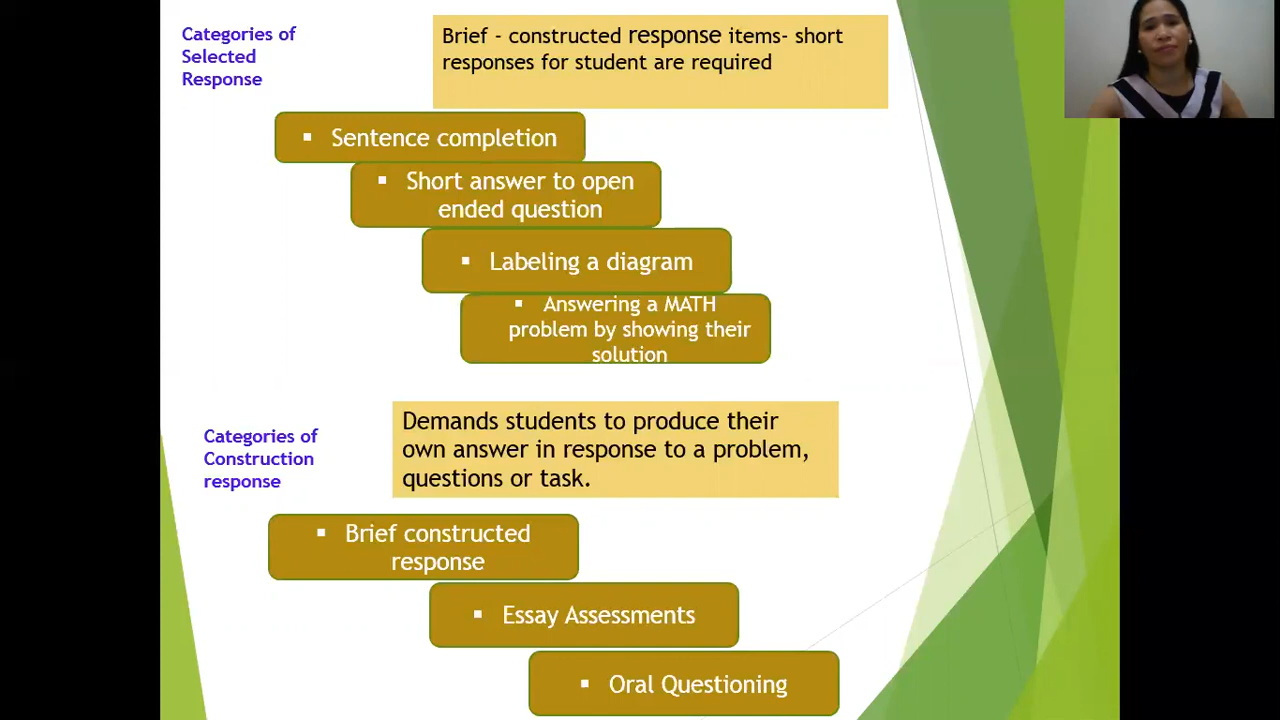 Categories of
Selected
Response
Brief - constructed response items- short
responses for student are required
▪ Sentence completion
▪ Short answer to open
ended question
▪ Labeling a diagram
▪ Answering a MATH
problem by showing their
solution
Categories of
Construction
response
Demands students to produce their
own answer in response to a problem,
questions or task.
▪ Brief constructed
response
▪ Essay Assessments
▪ Oral Questioning